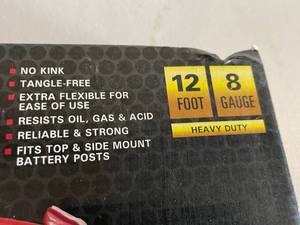 NO KINK
TANGLE-FREE
EXTRA FLEXIBLE FOR
EASE OF USE
RESISTS OIL, GAS & ACID
RELIABLE & STRONG
FITS TOP & SIDE MOUNT
BATTERY POSTS
12
FOOT
8
GAUGE
HEAVY DUTY